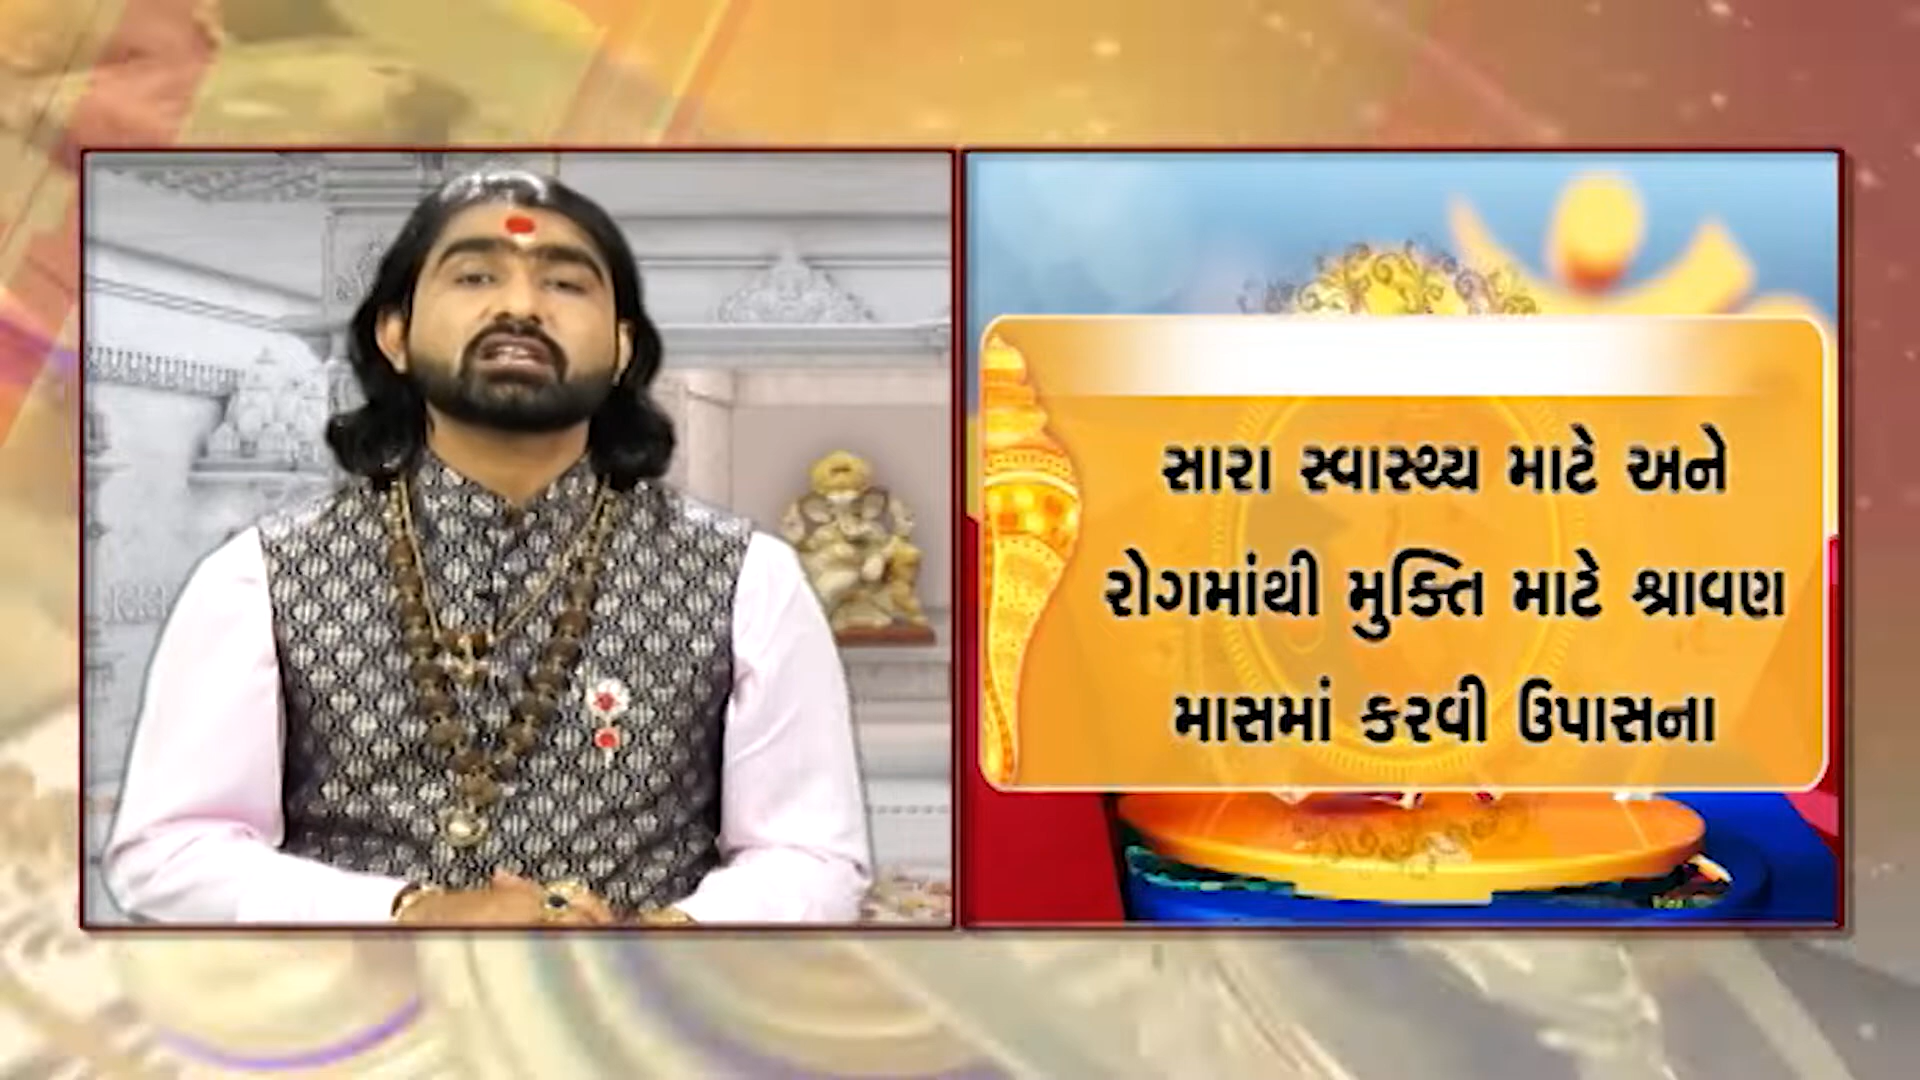 સારા સ્વાસ્થ્ય માટે અને
રોગમાંથી મુક્તિ માટે શ્રાવણ
માસમાં કરવી ઉપાસના